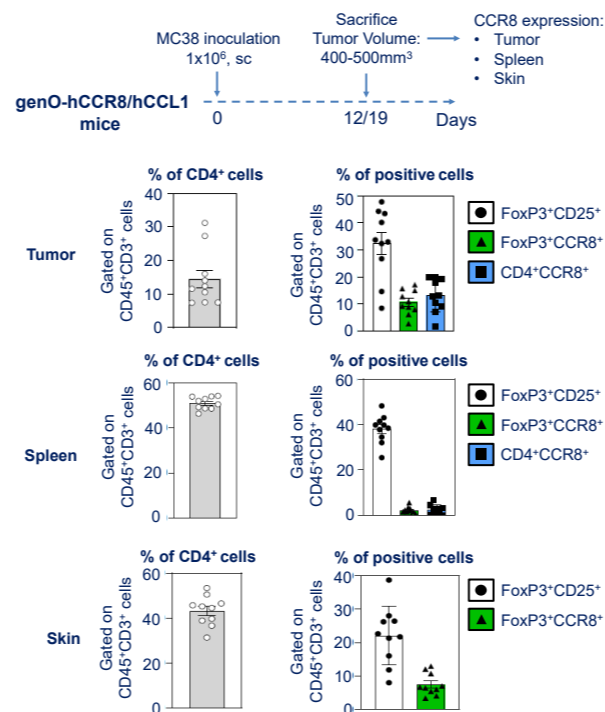 MC38 inoculation
1x10⁶, sc
Sacrifice
Tumor Volume:
400-500mm³
CCR8 expression:
• Tumor
• Spleen
• Skin
genO-hCCR8/hCCL1
mice
0
12/19
Days
Tumor
% of CD4⁺ cells
Gated on
CD45⁺CD3⁺ cells
40
30
20
10
0
% of positive cells
Gated on
CD45⁺CD3⁺ cells
50
40
30
20
10
0
FoxP3⁺CD25⁺
FoxP3⁺CCR8⁺
CD4⁺CCR8⁺
Spleen
% of CD4⁺ cells
Gated on
CD45⁺CD3⁺ cells
60
40
20
0
% of positive cells
Gated on
CD45⁺CD3⁺ cells
60
40
20
0
FoxP3⁺CD25⁺
FoxP3⁺CCR8⁺
CD4⁺CCR8⁺
Skin
% of CD4⁺ cells
Gated on
CD45⁺CD3⁺ cells
60
40
20
0
% of positive cells
Gated on
CD45⁺CD3⁺ cells
40
30
20
10
0
FoxP3⁺CD25⁺
FoxP3⁺CCR8⁺